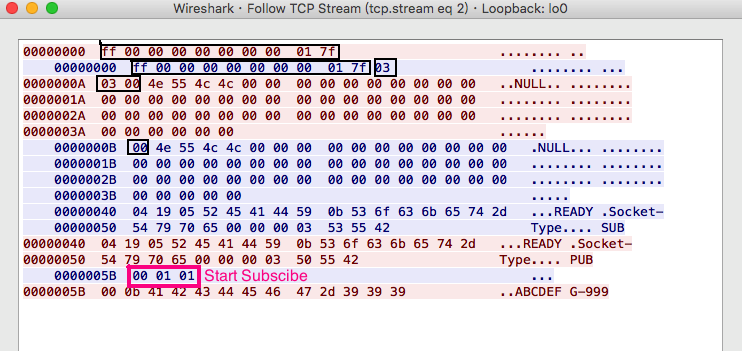 Wireshark · Follow TCP Stream (tcp.stream eq 2) · Loopback: lo0
00000000 ff 00 00 00 00 00 00 00 01 7f ........ ..
00000000 ff 00 00 00 00 00 00 00 01 7f 03 ........ ...
0000000A 03 00 4e 55 4c 4c 00 00 00 00 00 00 00 00 00 00 ..NULL.. ........
0000001A 00 00 00 00 00 00 00 00 00 00 00 00 00 00 00 00 ........ ........
0000002A 00 00 00 00 00 00 00 00 00 00 00 00 00 00 00 00 ........ ........
0000003A 00 00 00 00 00 00 ......
0000000B 00 4e 55 4c 4c 00 00 00 00 00 00 00 00 00 00 00 .NULL... ........
0000001B 00 00 00 00 00 00 00 00 00 00 00 00 00 00 00 00 ........ ........
0000002B 00 00 00 00 00 00 00 00 00 00 00 00 00 00 00 00 ........ ........
0000003B 00 00 00 00 00 .....
00000040 04 19 05 52 45 41 44 59 0b 53 6f 63 6b 65 74 2d ...READY .Socket-
00000050 54 79 70 65 00 00 00 03 53 55 42 Type.... SUB
00000040 04 19 05 52 45 41 44 59 0b 53 6f 63 6b 65 74 2d ...READY .Socket-
00000050 54 79 70 65 00 00 00 03 50 55 42 Type.... PUB
0000005B 00 01 01 Start Subscibe ...
0000005B 00 0b 41 42 43 44 45 46 47 2d 39 39 39 ..ABCDEF G-999